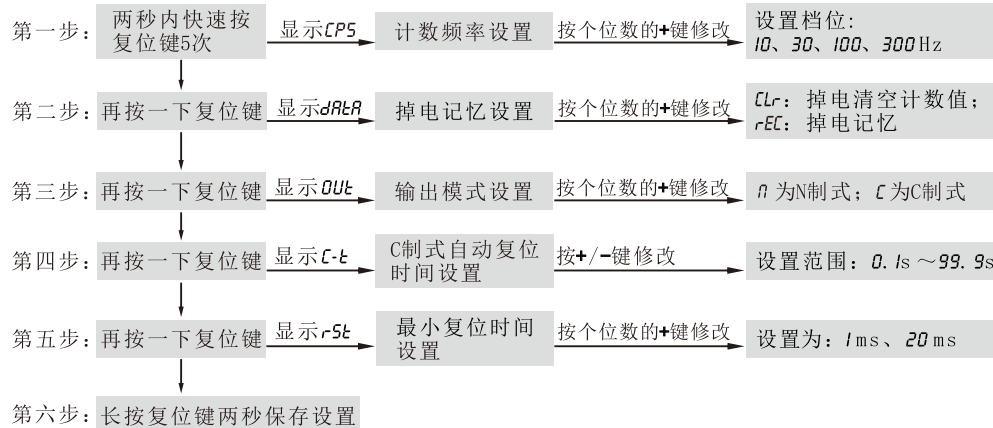 第一步：
两秒内快速按
复位键5次
显示CPS
计数频率设置
按个位数的+键修改
设置档位:
10、30、100、300Hz
第二步：
再按一下复位键
显示dAtA
掉电记忆设置
按个位数的+键修改
CLr：掉电清空计数值；
rEC：掉电记忆
第三步：
再按一下复位键
显示OUt
输出模式设置
按个位数的+键修改
n 为N制式；C为C制式
第四步：
再按一下复位键
显示C-t
C制式自动复位
时间设置
按+/-键修改
设置范围：0.1s～99.9s
第五步：
再按一下复位键
显示rSt
最小复位时间
设置
按个位数的+键修改
设置为：1ms、20ms
第六步：
长按复位键两秒保存设置